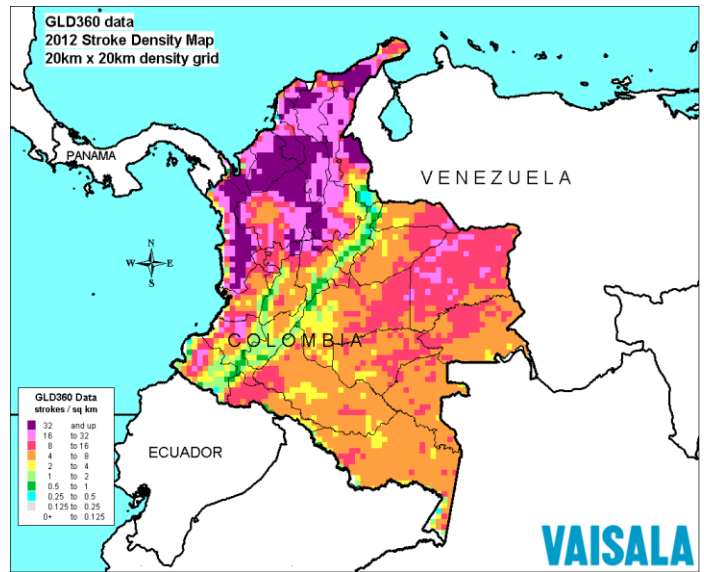 GLD360 data
2012 Stroke Density Map
20km x 20km density grid
PANAMA
VENEZUELA
N
W E
S
COLOMBIA
GLD360 Data
strokes / sq km
32 and up
16 to 32
8 to 16
4 to 8
2 to 4
1 to 2
0.5 to 1
0.25 to 0.5
0.125 to 0.25
0+ to 0.125
ECUADOR
VAISALA